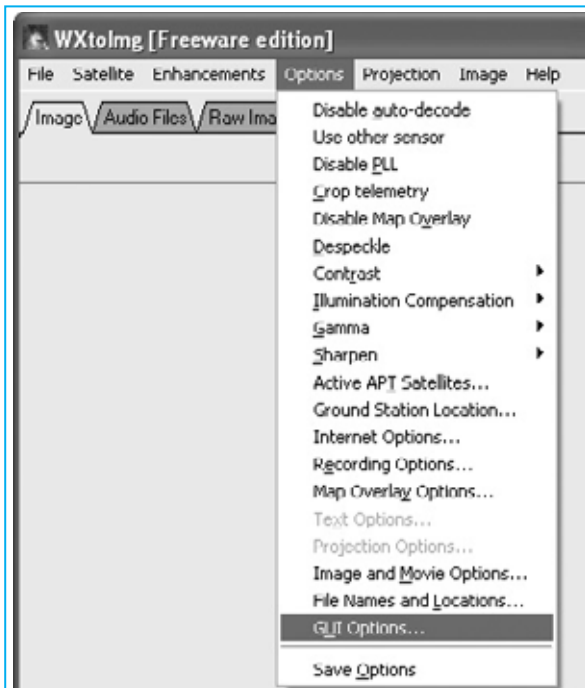 WXtoImg [Freeware edition]
File Satellite Enhancements Options Projection Image Help
Image Audio Files Raw Ima
Disable auto-decode
Use other sensor
Disable PLL
Crop telemetry
Disable Map Overlay
Despeckle
Contrast
Illumination Compensation
Gamma
Sharpen
Active APT Satellites...
Ground Station Location...
Internet Options...
Recording Options...
Map Overlay Options...
Text Options...
Projection Options...
Image and Movie Options...
File Names and Locations...
GUI Options...
Save Options